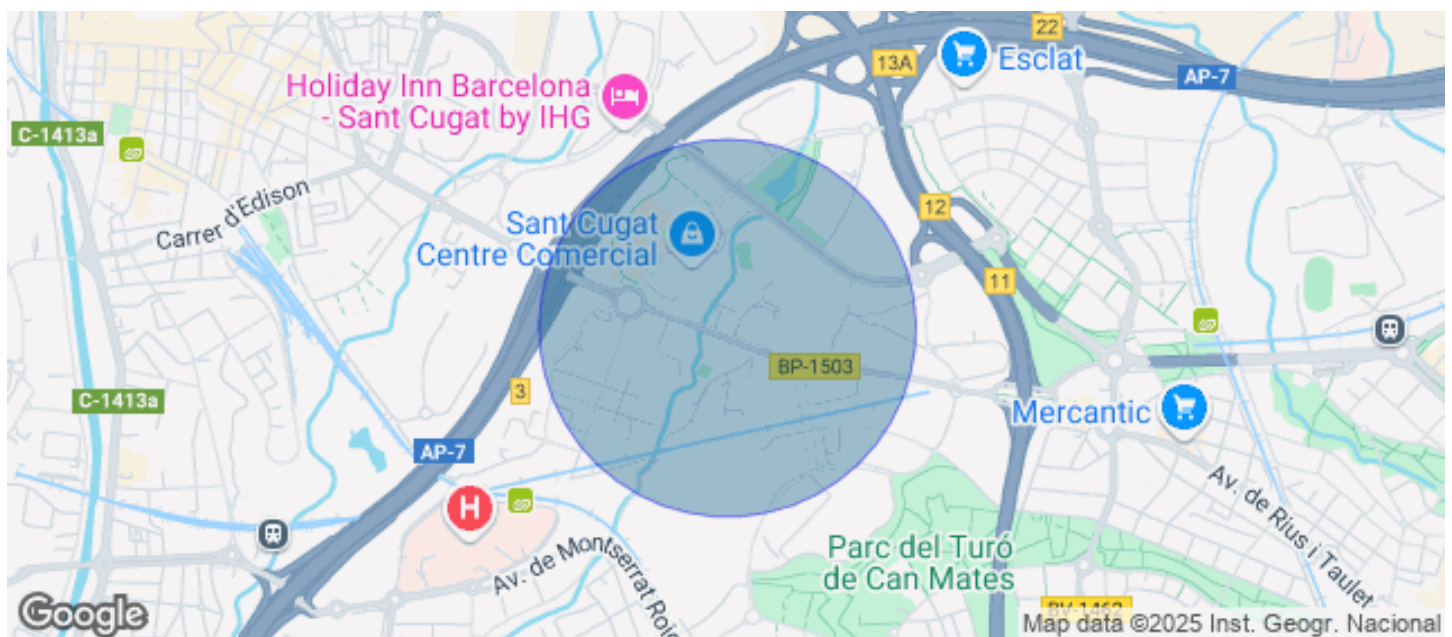 22
13A
Esclat
AP-7
Holiday Inn Barcelona
- Sant Cugat by IHG
C-1413a
Carrer d'Edison
12
Sant Cugat
Centre Comercial
11
BP-1503
3
C-1413a
Mercantic
AP-7
H
Av. de Rius i Taulet
Parc del Turó
de Can Mates
Av. de Montserrat Roig
BV-1462
Google
Map data ©2025 Inst. Geogr. Nacional